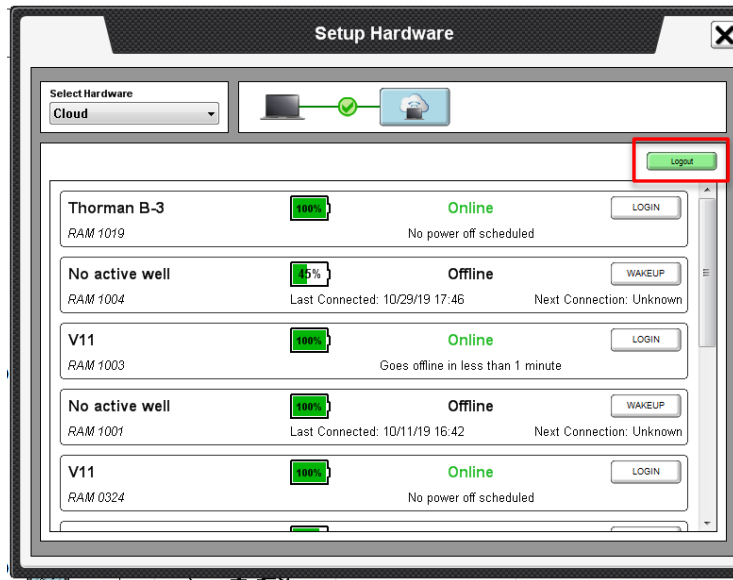 Setup Hardware
Select Hardware
Cloud
Logout
Thorman B-3 100% Online LOGIN
RAM 1019 No power off scheduled
No active well 45% Offline WAKEUP
RAM 1004 Last Connected: 10/29/19 17:46 Next Connection: Unknown
V11 100% Online LOGIN
RAM 1003 Goes offline in less than 1 minute
No active well 100% Offline WAKEUP
RAM 1001 Last Connected: 10/11/19 16:42 Next Connection: Unknown
V11 100% Online LOGIN
RAM 0324 No power off scheduled